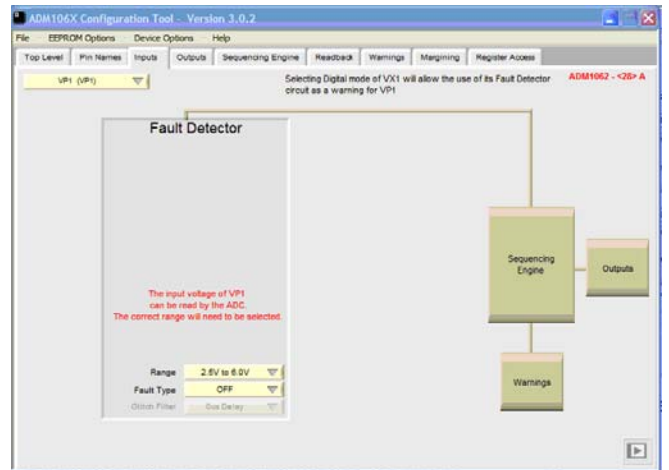 ADM106X Configuration Tool - Version 3.0.2
File EEPROM Options Device Options Help
Top Level Pin Names Inputs Outputs Sequencing Engine Readback Warnings Margining Register Access
VP1 (VP1)
Selecting Digital mode of VX1 will allow the use of its Fault Detector
circuit as a warning for VP1
ADM1062 - <28> A
Fault Detector
The input voltage of VP1
can be read by the ADC.
The correct range will need to be selected.
Range 2.5V to 6.0V
Fault Type OFF
Glitch Filter 0us Delay
Sequencing
Engine
Outputs
Warnings